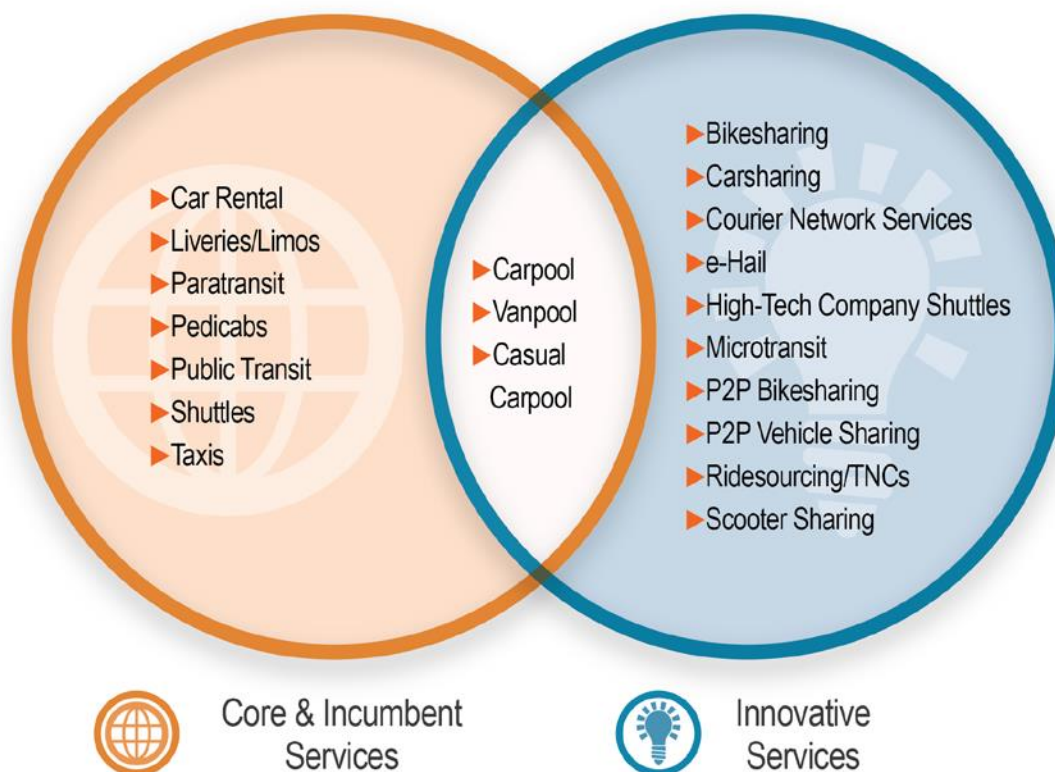 Car Rental
Liveries/Limos
Paratransit
Pedicabs
Public Transit
Shuttles
Taxis
Carpool
Vanpool
Casual
Carpool
Bikesharing
Carsharing
Courier Network Services
e-Hail
High-Tech Company Shuttles
Microtransit
P2P Bikesharing
P2P Vehicle Sharing
Ridesourcing/TNCs
Scooter Sharing
Core & Incumbent
Services
Innovative
Services